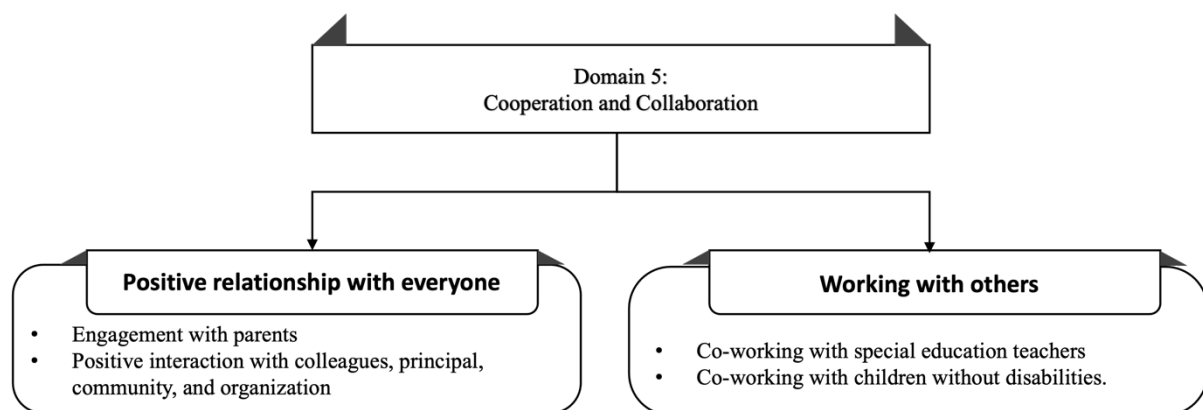 Domain 5:
Cooperation and Collaboration
Positive relationship with everyone
• Engagement with parents
• Positive interaction with colleagues, principal,
community, and organization
Working with others
• Co-working with special education teachers
• Co-working with children without disabilities.